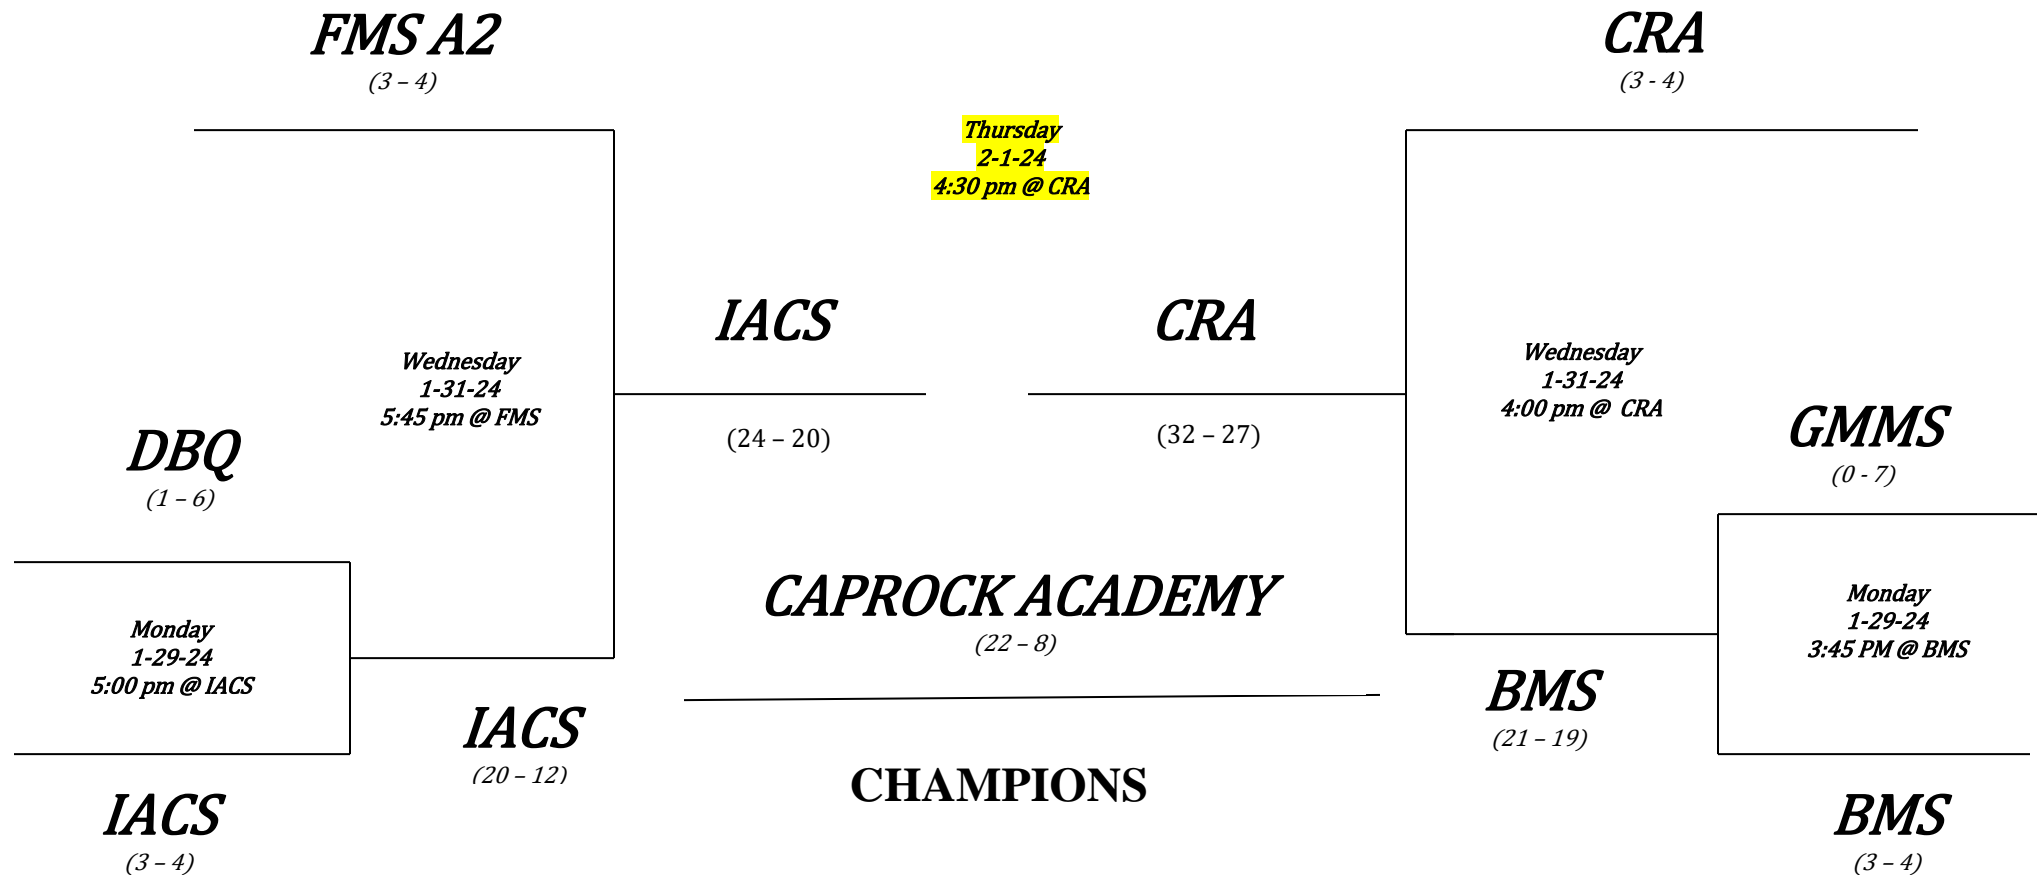 FMS A2
(3 – 4)
CRA
(3 - 4)
Thursday
2-1-24
4:30 pm @ CRA
IACS
(24 – 20)
CRA
(32 – 27)
Wednesday
1-31-24
5:45 pm @ FMS
Wednesday
1-31-24
4:00 pm @ CRA
DBQ
(1 – 6)
GMMS
(0 - 7)
Monday
1-29-24
5:00 pm @ IACS
CAPROCK ACADEMY
(22 – 8)
CHAMPIONS
Monday
1-29-24
3:45 PM @ BMS
IACS
(20 – 12)
BMS
(21 – 19)
IACS
(3 – 4)
BMS
(3 – 4)